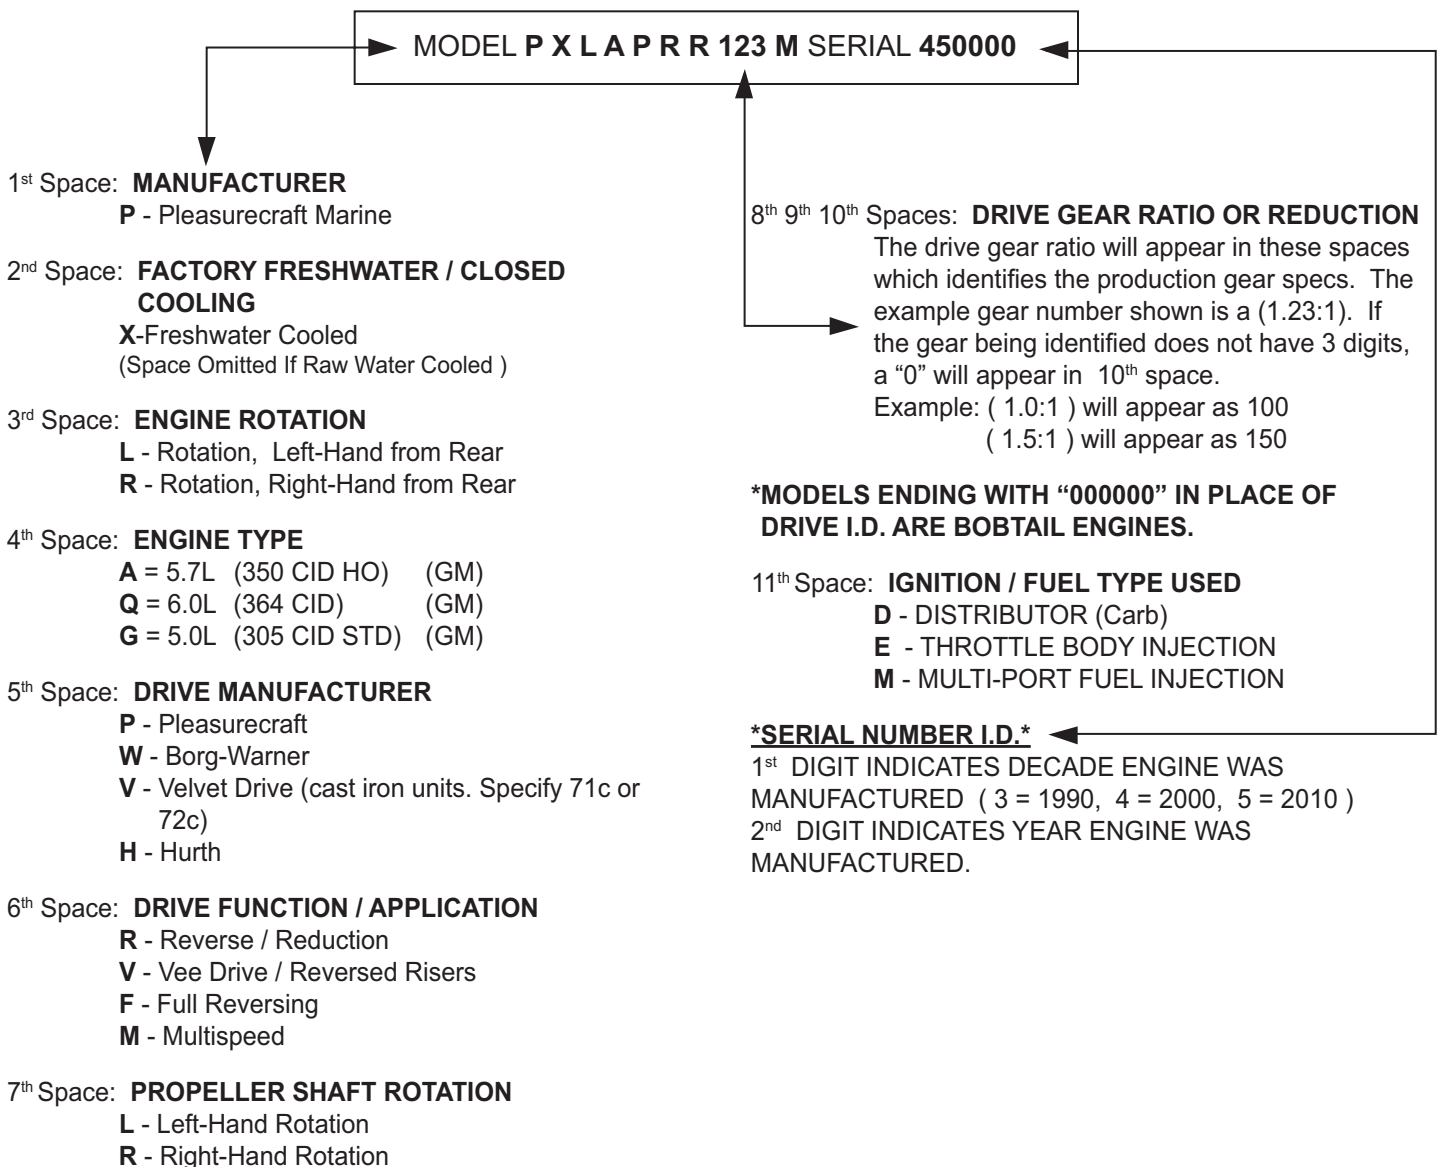 MODEL P X L A P R R 123 M SERIAL 450000
1st Space: MANUFACTURER
P - Pleasurecraft Marine
2nd Space: FACTORY FRESHWATER / CLOSED
COOLING
X-Freshwater Cooled
(Space Omitted If Raw Water Cooled )
3rd Space: ENGINE ROTATION
L - Rotation, Left-Hand from Rear
R - Rotation, Right-Hand from Rear
4th Space: ENGINE TYPE
A = 5.7L (350 CID HO) (GM)
Q = 6.0L (364 CID) (GM)
G = 5.0L (305 CID STD) (GM)
5th Space: DRIVE MANUFACTURER
P - Pleasurecraft
W - Borg-Warner
V - Velvet Drive (cast iron units. Specify 71c or
72c)
H - Hurth
6th Space: DRIVE FUNCTION / APPLICATION
R - Reverse / Reduction
V - Vee Drive / Reversed Risers
F - Full Reversing
M - Multispeed
7th Space: PROPELLER SHAFT ROTATION
L - Left-Hand Rotation
R - Right-Hand Rotation
8th 9th 10th Spaces: DRIVE GEAR RATIO OR REDUCTION
The drive gear ratio will appear in these spaces
which identifies the production gear specs. The
example gear number shown is a (1.23:1). If
the gear being identified does not have 3 digits,
a “0” will appear in 10th space.
Example: ( 1.0:1 ) will appear as 100
( 1.5:1 ) will appear as 150
*MODELS ENDING WITH “000000” IN PLACE OF
DRIVE I.D. ARE BOBTAIL ENGINES.
11th Space: IGNITION / FUEL TYPE USED
D - DISTRIBUTOR (Carb)
E - THROTTLE BODY INJECTION
M - MULTI-PORT FUEL INJECTION
*SERIAL NUMBER I.D.*
1st DIGIT INDICATES DECADE ENGINE WAS
MANUFACTURED ( 3 = 1990, 4 = 2000, 5 = 2010 )
2nd DIGIT INDICATES YEAR ENGINE WAS
MANUFACTURED.